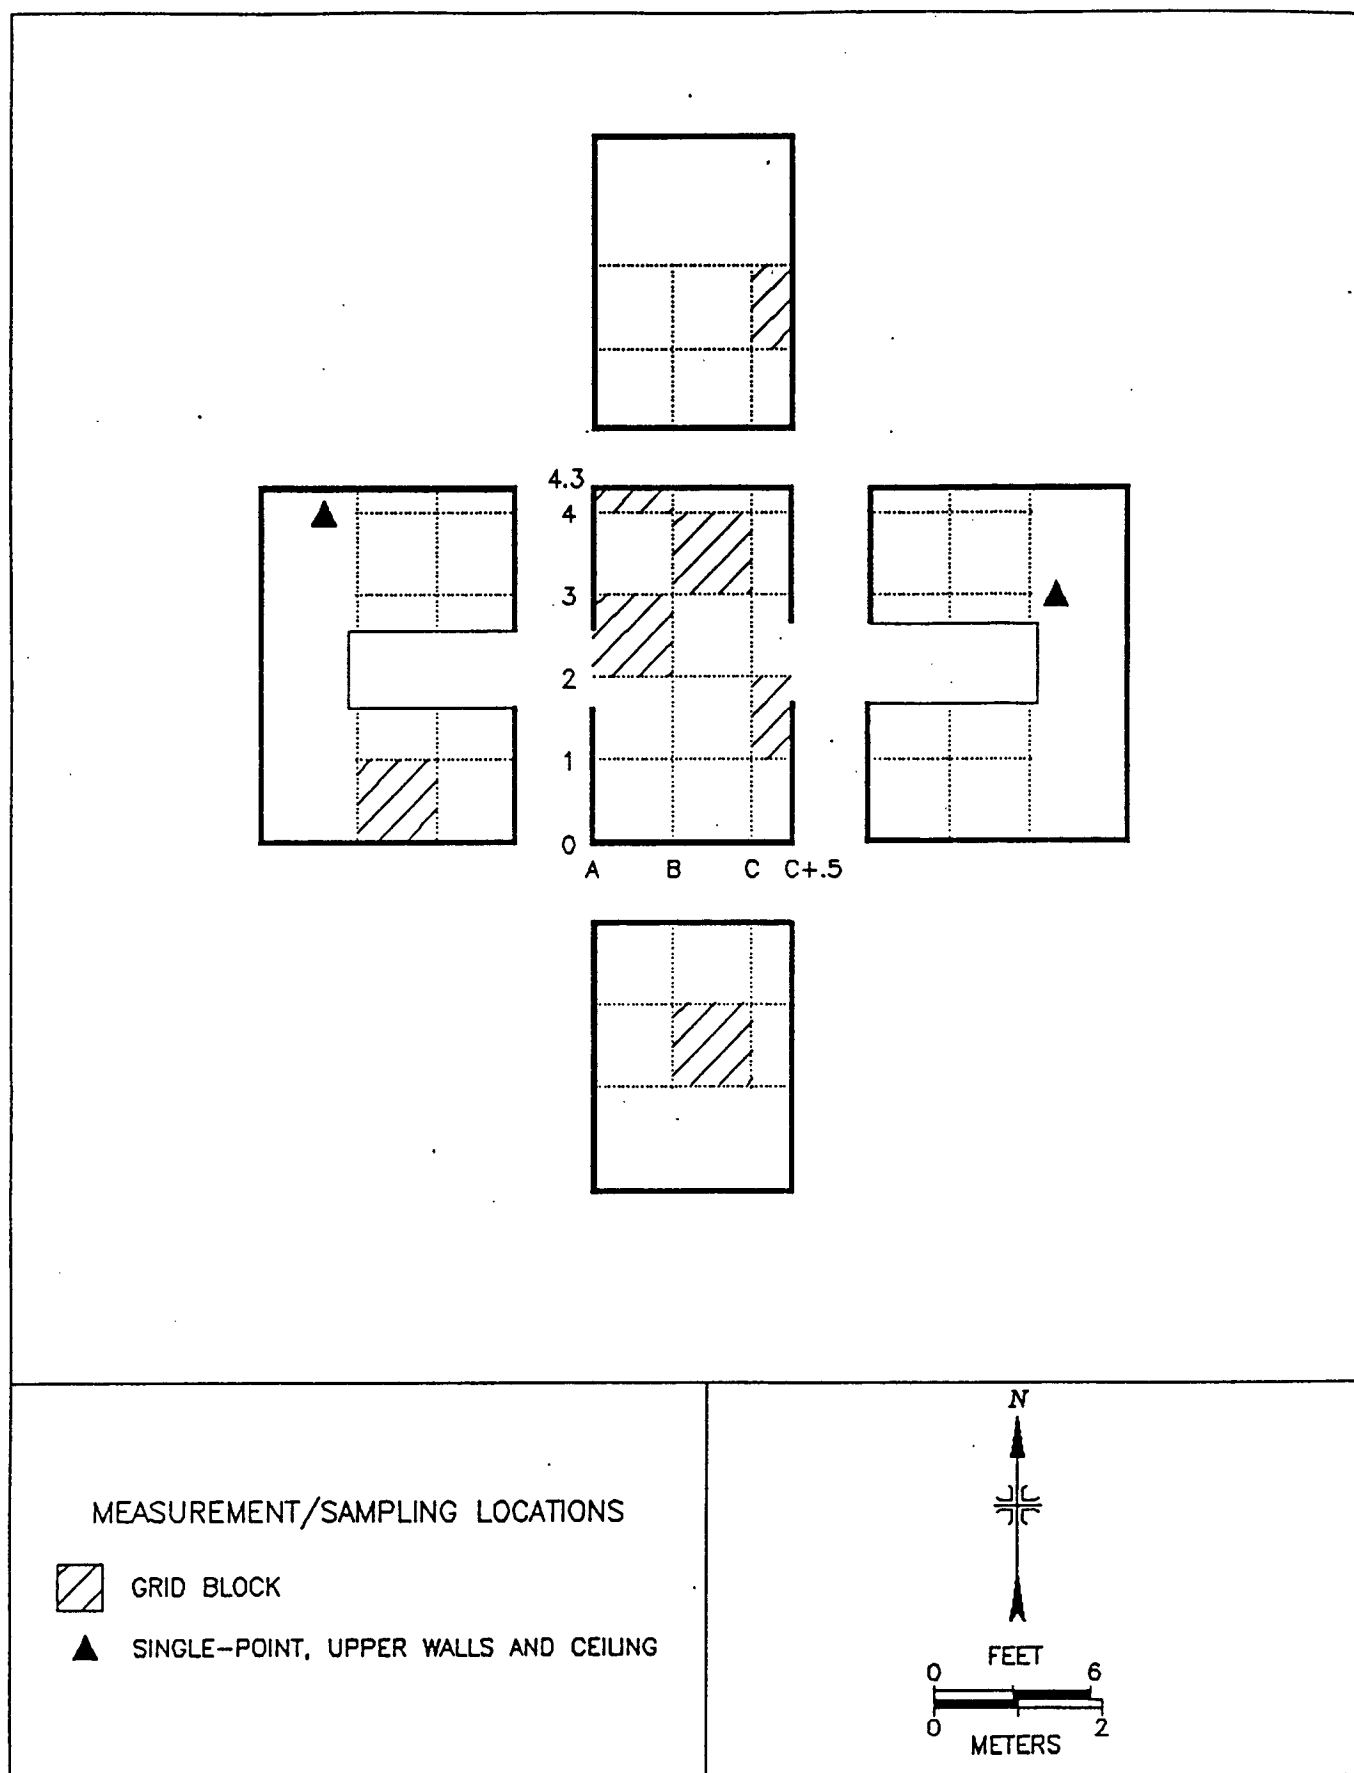 4.3
4
3
2
1
0
A B C C+.5
N
MEASUREMENT/SAMPLING LOCATIONS
GRID BLOCK
SINGLE-POINT, UPPER WALLS AND CEILING
FEET
0 6
0 2
METERS